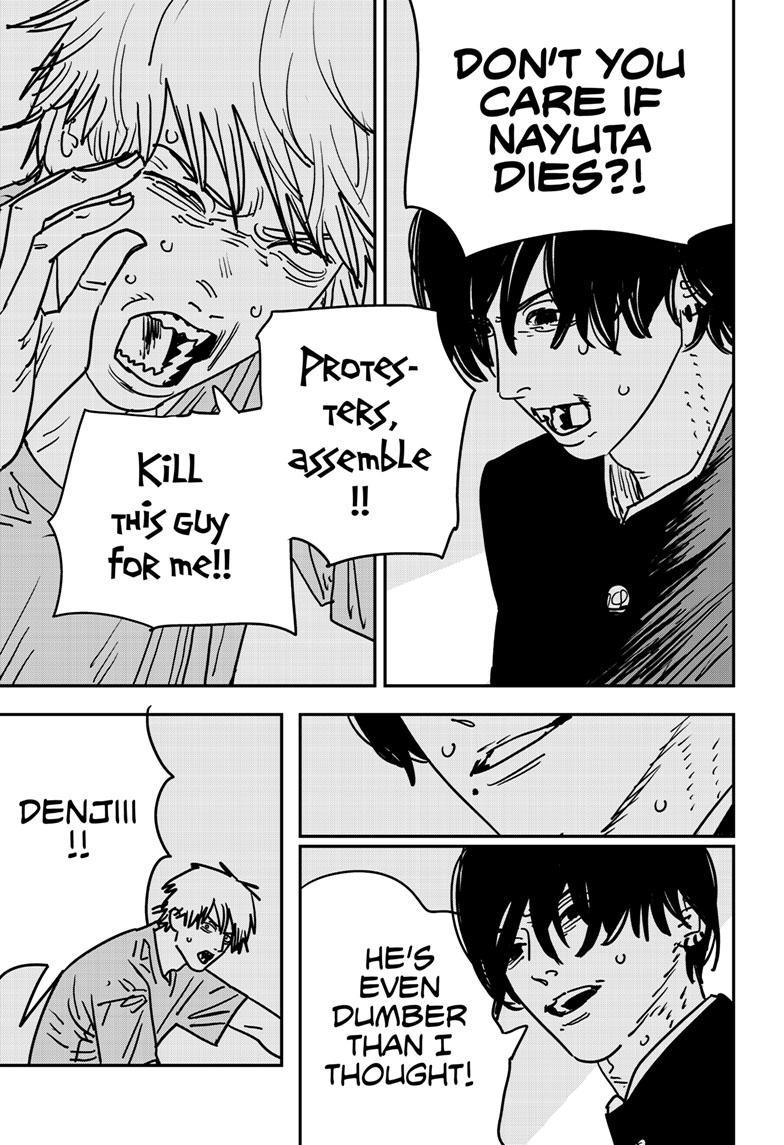 DON'T YOU
CARE IF
NAYUTA
DIES?!
PROTES-
TERS,
assemble
!!
Kill
THiS GUY
foR me!!
HE'S
EVEN
DUMBER
THAN I
THOUGHT!
DENJIII
!!